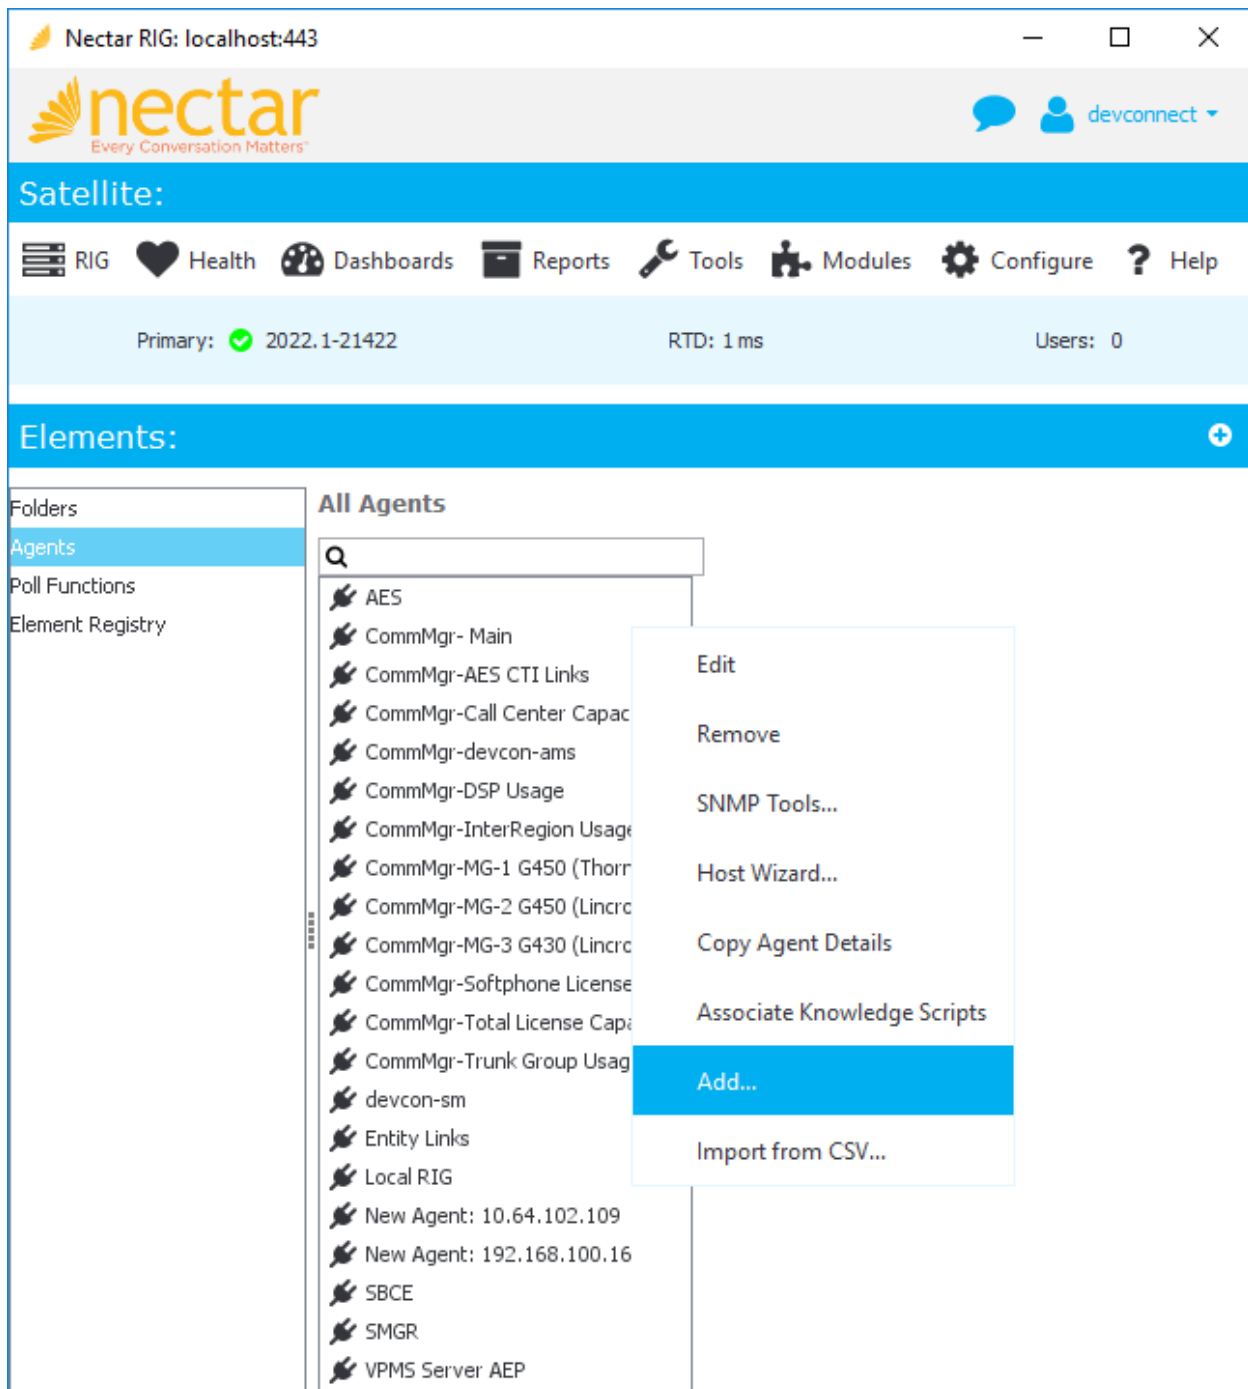 Nectar RIG: localhost:443
nectar
Every Conversation Matters
devconnect
Satellite:
RIG Health Dashboards Reports Tools Modules Configure ? Help
Primary: 2022.1-21422 RTD: 1 ms Users: 0
Elements:
Folders
Agents
Poll Functions
Element Registry
All Agents
AES
CommMgr- Main
CommMgr-AES CTI Links
CommMgr-Call Center Capac
CommMgr-devcon-ams
CommMgr-DSP Usage
CommMgr-InterRegion Usage
CommMgr-MG-1 G450 (Thorn
CommMgr-MG-2 G450 (Lincro
CommMgr-MG-3 G430 (Lincro
CommMgr-Softphone License
CommMgr-Total License Capa
CommMgr-Trunk Group Usag
devcon-sm
Entity Links
Local RIG
New Agent: 10.64.102.109
New Agent: 192.168.100.16
SBCE
SMGR
VPMS Server AEP
Edit
Remove
SNMP Tools...
Host Wizard...
Copy Agent Details
Associate Knowledge Scripts
Add...
Import from CSV...